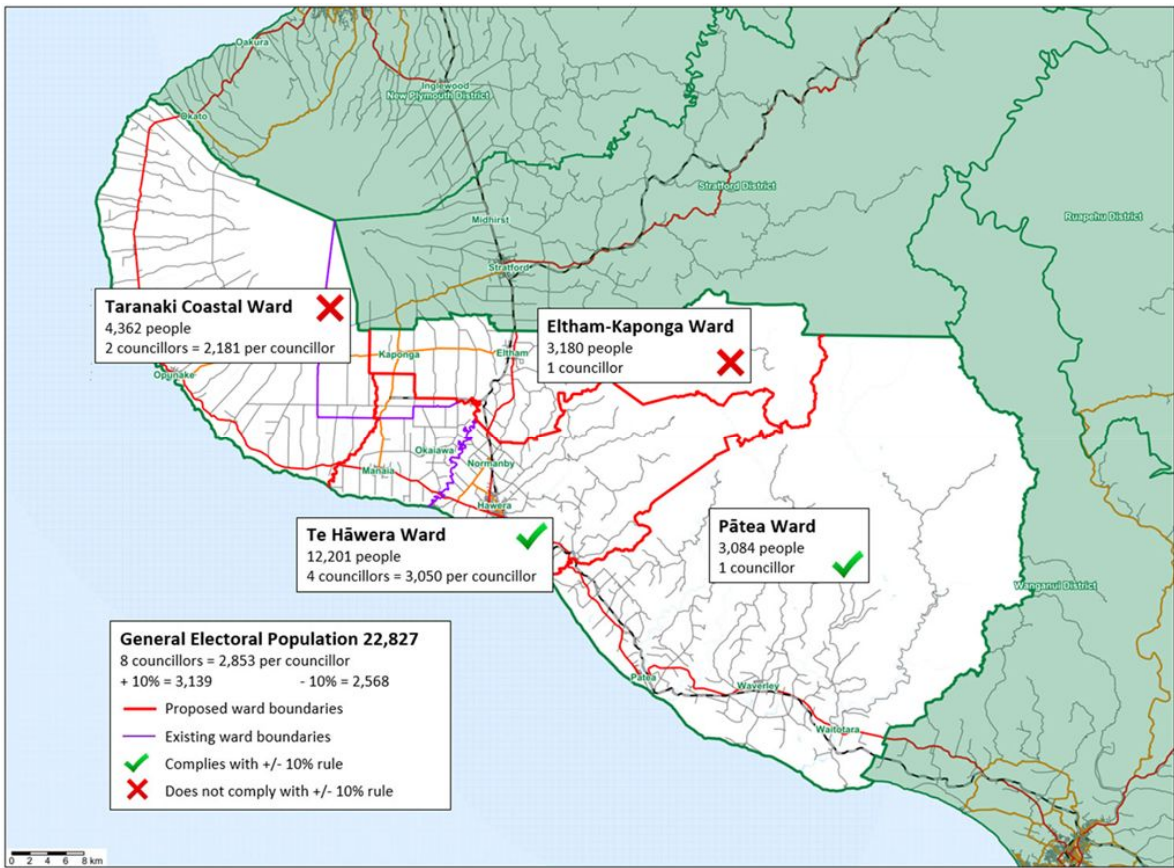 Oakura
Inglewood
New Plymouth District
Okato
Stratford District
Ruapehu District
Midhirst
Stratford
Taranaki Coastal Ward
4,362 people
2 councillors = 2,181 per councillor
Eltham-Kaponga Ward
3,180 people
1 councillor
Kaponga
Eltham
Opunake
Okaiawa
Normanby
Manaia
Hāwera
Te Hāwera Ward
12,201 people
4 councillors = 3,050 per councillor
Pātea Ward
3,084 people
1 councillor
Wanganui District
General Electoral Population 22,827
8 councillors = 2,853 per councillor
+ 10% = 3,139 - 10% = 2,568
Proposed ward boundaries
Existing ward boundaries
Complies with +/- 10% rule
Does not comply with +/- 10% rule
Patea
Waverley
Waitotara
0 2 4 6 8 km